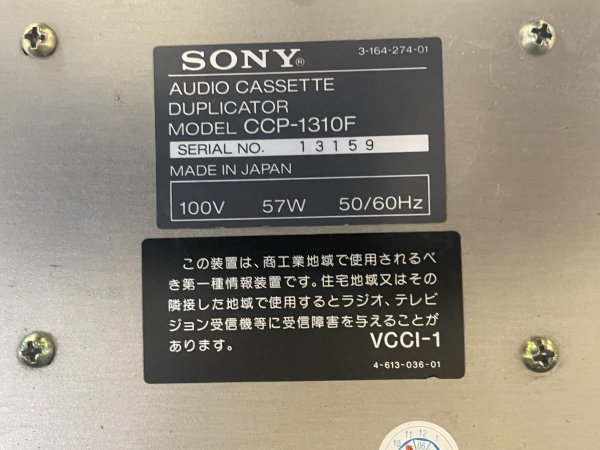 SONY®
3-164-274-01
AUDIO CASSETTE
DUPLICATOR
MODEL CCP-1310F
SERIAL NO. 13159
MADE IN JAPAN
100V 57W 50/60Hz
この装置は、商工業地域で使用されるべ
き第一種情報装置です。住宅地域又はその
隣接した地域で使用するとラジオ、テレビ
ジョン受信機等に受信障害を与えることが
あります。
VCCI-1
4-613-036-01
10 11 12 1